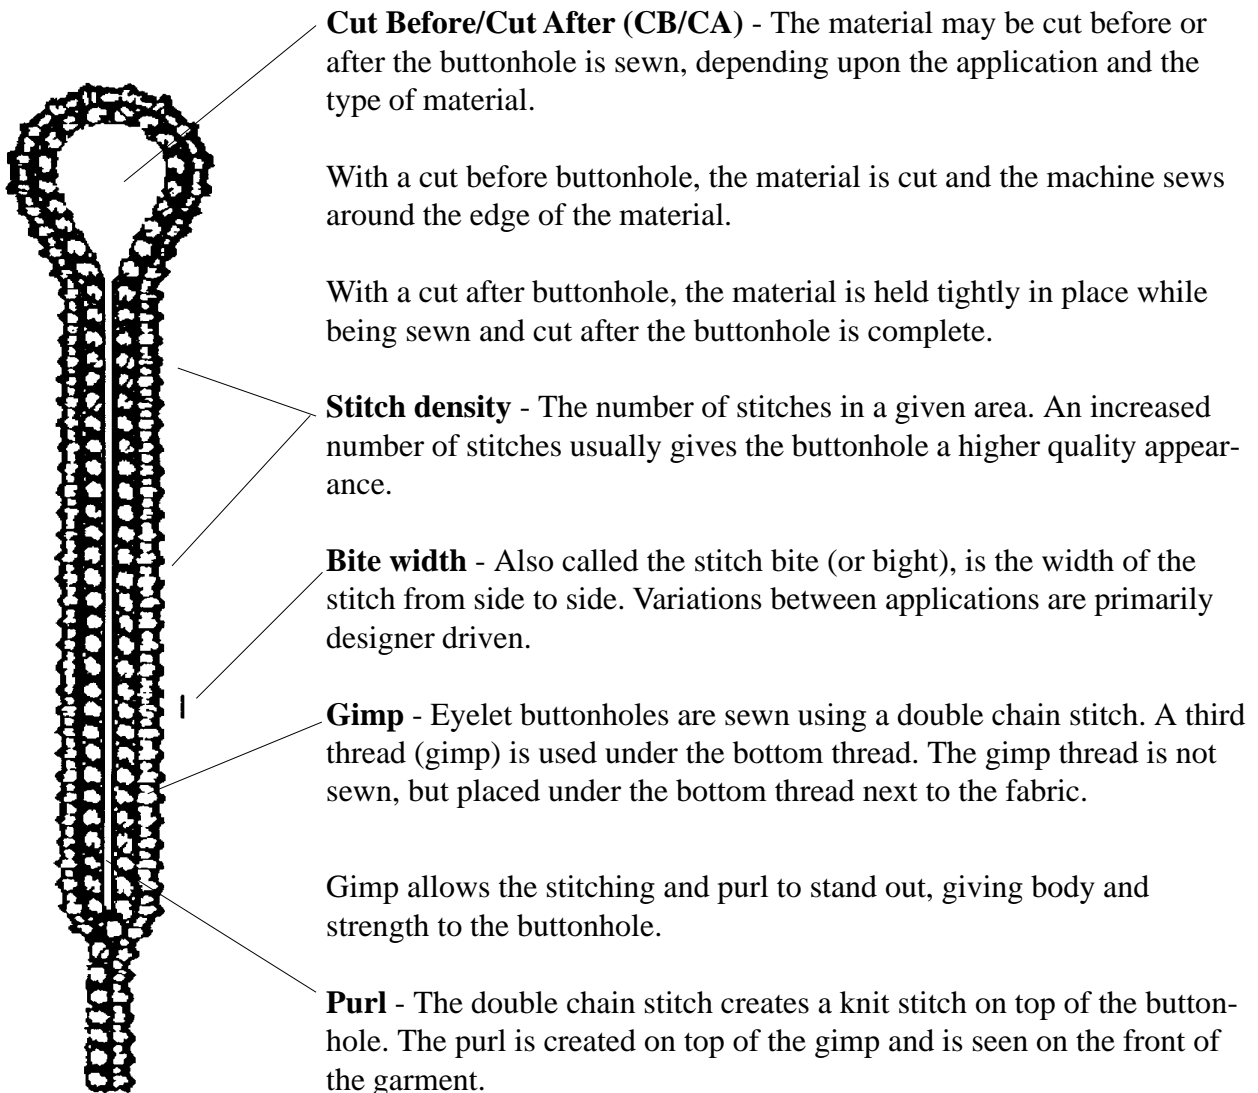 Cut Before/Cut After (CB/CA) - The material may be cut before or
after the buttonhole is sewn, depending upon the application and the
type of material.
With a cut before buttonhole, the material is cut and the machine sews
around the edge of the material.
With a cut after buttonhole, the material is held tightly in place while
being sewn and cut after the buttonhole is complete.
Stitch density - The number of stitches in a given area. An increased
number of stitches usually gives the buttonhole a higher quality appear-
ance.
Bite width - Also called the stitch bite (or bight), is the width of the
stitch from side to side. Variations between applications are primarily
designer driven.
Gimp - Eyelet buttonholes are sewn using a double chain stitch. A third
thread (gimp) is used under the bottom thread. The gimp thread is not
sewn, but placed under the bottom thread next to the fabric.
Gimp allows the stitching and purl to stand out, giving body and
strength to the buttonhole.
Purl - The double chain stitch creates a knit stitch on top of the button-
hole. The purl is created on top of the gimp and is seen on the front of
the garment.